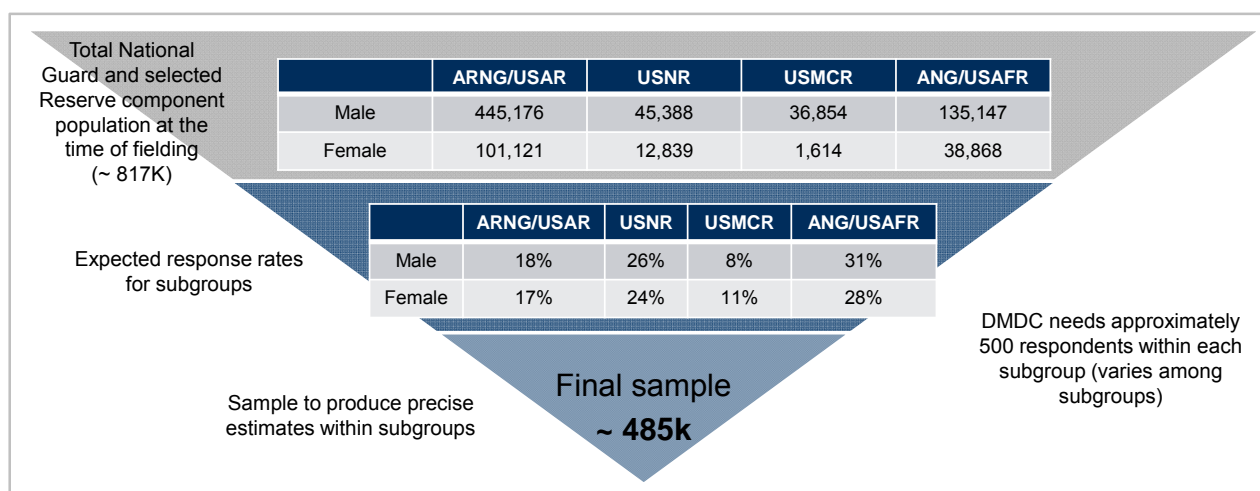 Total National
Guard and selected
Reserve component
population at the
time of fielding
(~ 817K)
ARNG/USAR USNR USMCR ANG/USAFR
Male 445,176 45,388 36,854 135,147
Female 101,121 12,839 1,614 38,868
Expected response rates
for subgroups
ARNG/USAR USNR USMCR ANG/USAFR
Male 18% 26% 8% 31%
Female 17% 24% 11% 28%
DMDC needs approximately
500 respondents within each
subgroup (varies among
subgroups)
Sample to produce precise
estimates within subgroups
Final sample
~ 485k